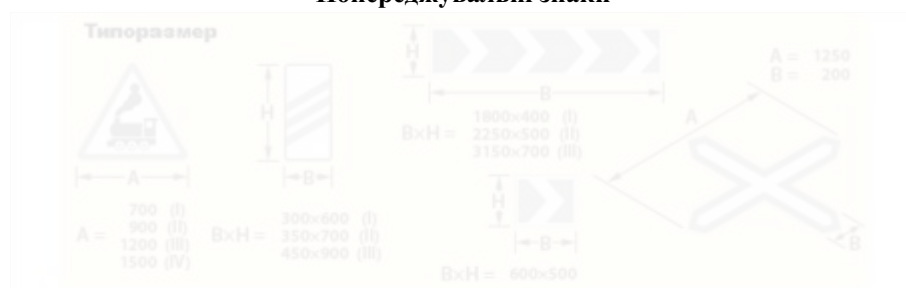 Попереджувальні знаки
Типоразмер
H
B
1800×400 (I)
B×H = 2250×500 (II)
3150×700 (III)
A = 1250
B = 200
A
B
H
B
A
700 (I)
A = 900 (II)
1200 (III)
1500 (IV)
300×600 (I)
B×H = 350×700 (II)
450×900 (III)
H
B
B×H = 600×500